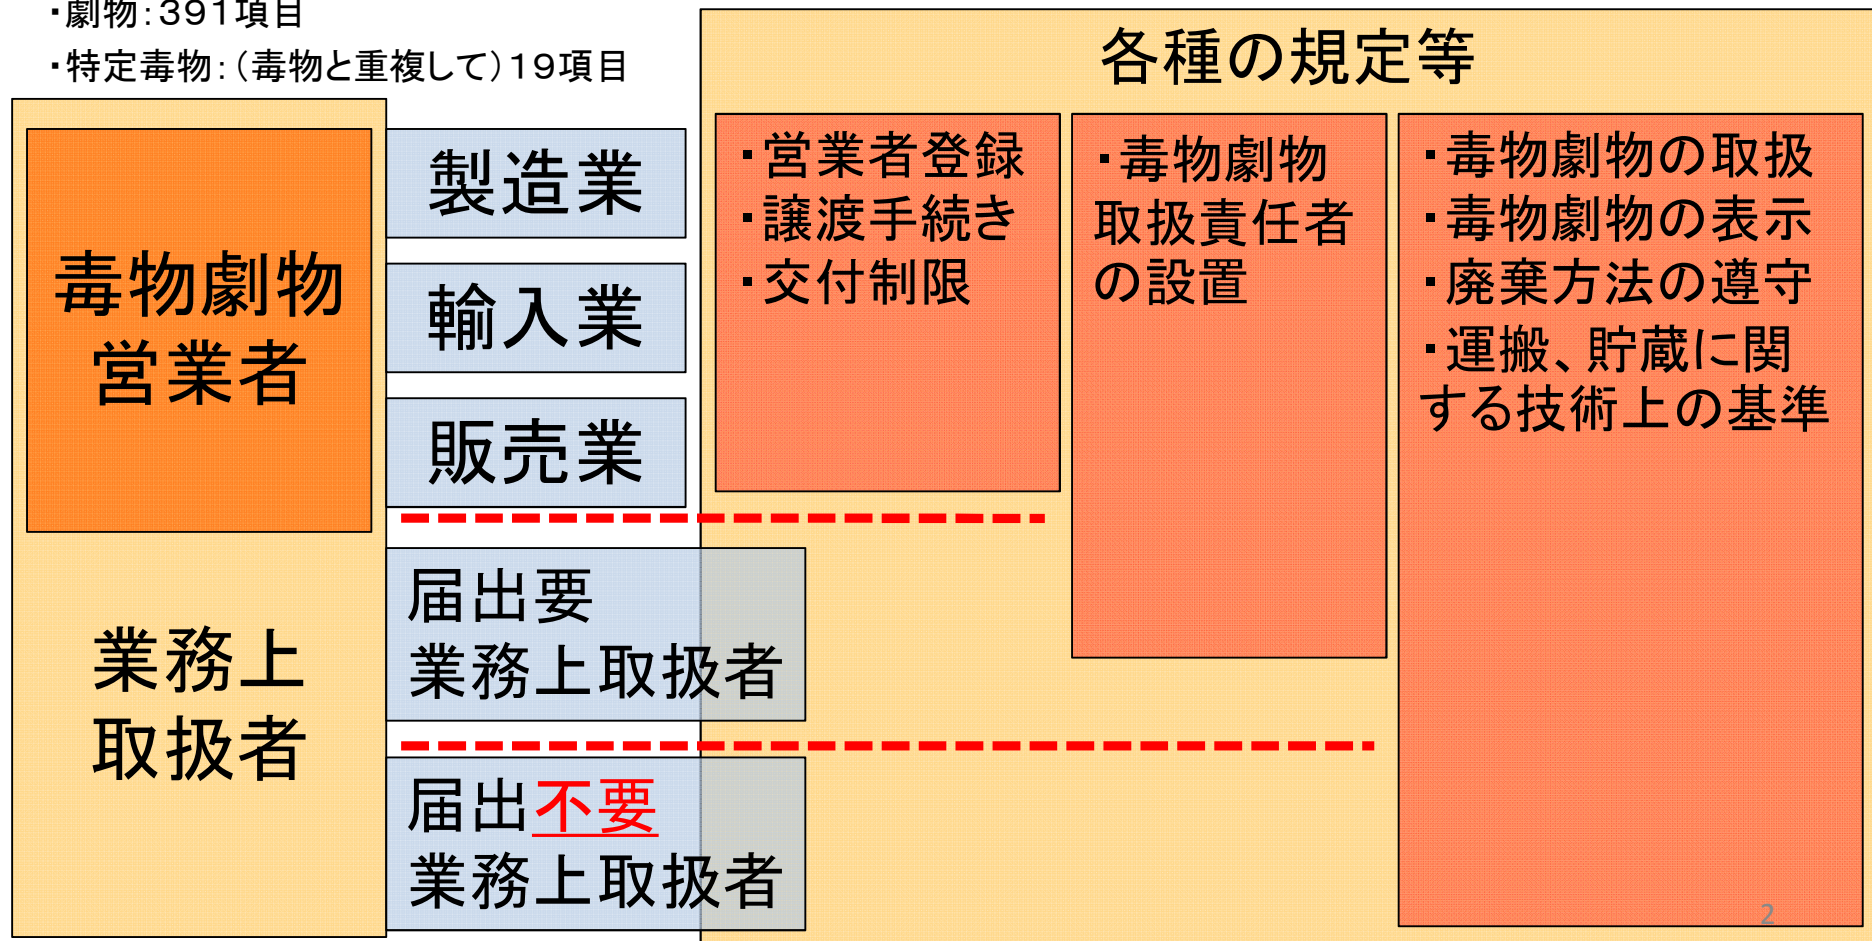 ・劇物：３９１項目
・特定毒物：（毒物と重複して）１９項目
各種の規定等
毒物劇物
営業者
製造業
輸入業
販売業
・営業者登録
・譲渡手続き
・交付制限
・毒物劇物
取扱責任者
の設置
・毒物劇物の取扱
・毒物劇物の表示
・廃棄方法の遵守
・運搬、貯蔵に関
する技術上の基準
業務上
取扱者
届出要
業務上取扱者
届出不要
業務上取扱者
2